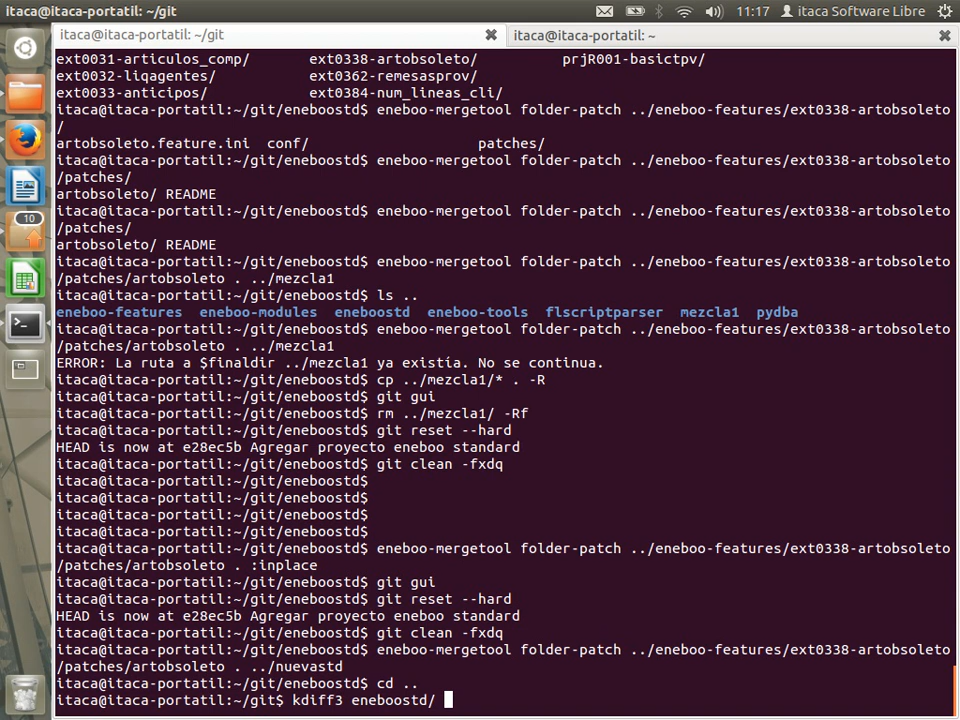 itaca@itaca-portatil: ~/git
11:17
itaca Software Libre
itaca@itaca-portatil: ~/git
itaca@itaca-portatil: ~
10
ext0031-articulos_comp/ ext0338-artobsoleto/ prjR001-basictpv/
ext0032-liqagentes/ ext0362-remesasprov/
ext0033-anticipos/ ext0384-num_lineas_cli/
itaca@itaca-portatil:~/git/eneboostd$ eneboo-mergetool folder-patch ../eneboo-features/ext0338-artobsoleto
/
artobsoleto.feature.ini conf/ patches/
itaca@itaca-portatil:~/git/eneboostd$ eneboo-mergetool folder-patch ../eneboo-features/ext0338-artobsoleto
/patches/
artobsoleto/ README
itaca@itaca-portatil:~/git/eneboostd$ eneboo-mergetool folder-patch ../eneboo-features/ext0338-artobsoleto
/patches/
artobsoleto/ README
itaca@itaca-portatil:~/git/eneboostd$ eneboo-mergetool folder-patch ../eneboo-features/ext0338-artobsoleto
/patches/artobsoleto . ../mezcla1
itaca@itaca-portatil:~/git/eneboostd$ ls ..
eneboo-features eneboo-modules eneboostd eneboo-tools flscriptparser mezcla1 pydba
itaca@itaca-portatil:~/git/eneboostd$ eneboo-mergetool folder-patch ../eneboo-features/ext0338-artobsoleto
/patches/artobsoleto . ../mezcla1
ERROR: La ruta a $finaldir ../mezcla1 ya existía. No se continua.
itaca@itaca-portatil:~/git/eneboostd$ cp ../mezcla1/* . -R
itaca@itaca-portatil:~/git/eneboostd$ git gui
itaca@itaca-portatil:~/git/eneboostd$ rm ../mezcla1/ -Rf
itaca@itaca-portatil:~/git/eneboostd$ git reset --hard
HEAD is now at e28ec5b Agregar proyecto eneboo standard
itaca@itaca-portatil:~/git/eneboostd$ git clean -fxdq
itaca@itaca-portatil:~/git/eneboostd$
itaca@itaca-portatil:~/git/eneboostd$
itaca@itaca-portatil:~/git/eneboostd$
itaca@itaca-portatil:~/git/eneboostd$
itaca@itaca-portatil:~/git/eneboostd$ eneboo-mergetool folder-patch ../eneboo-features/ext0338-artobsoleto
/patches/artobsoleto . :inplace
itaca@itaca-portatil:~/git/eneboostd$ git gui
itaca@itaca-portatil:~/git/eneboostd$ git reset --hard
HEAD is now at e28ec5b Agregar proyecto eneboo standard
itaca@itaca-portatil:~/git/eneboostd$ git clean -fxdq
itaca@itaca-portatil:~/git/eneboostd$ eneboo-mergetool folder-patch ../eneboo-features/ext0338-artobsoleto
/patches/artobsoleto . ../nuevastd
itaca@itaca-portatil:~/git/eneboostd$ cd ..
itaca@itaca-portatil:~/git$ kdiff3 eneboostd/